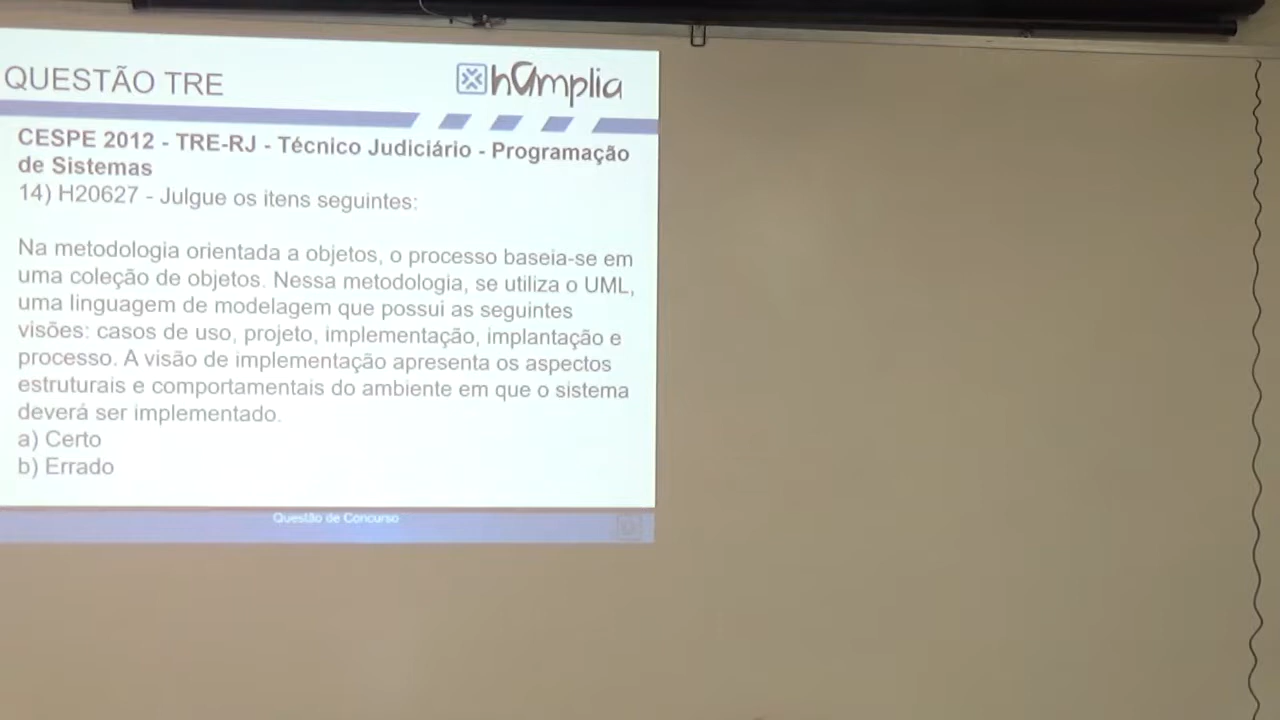 QUESTÃO TRE
hAmplia
CESPE 2012 - TRE-RJ - Técnico Judiciário - Programação
de Sistemas
14) H20627 - Julgue os itens seguintes:
Na metodologia orientada a objetos, o processo baseia-se em
uma coleção de objetos. Nessa metodologia, se utiliza o UML,
uma linguagem de modelagem que possui as seguintes
visões: casos de uso, projeto, implementação, implantação e
processo. A visão de implementação apresenta os aspectos
estruturais e comportamentais do ambiente em que o sistema
deverá ser implementado.
a) Certo
b) Errado
Questão de Concurso